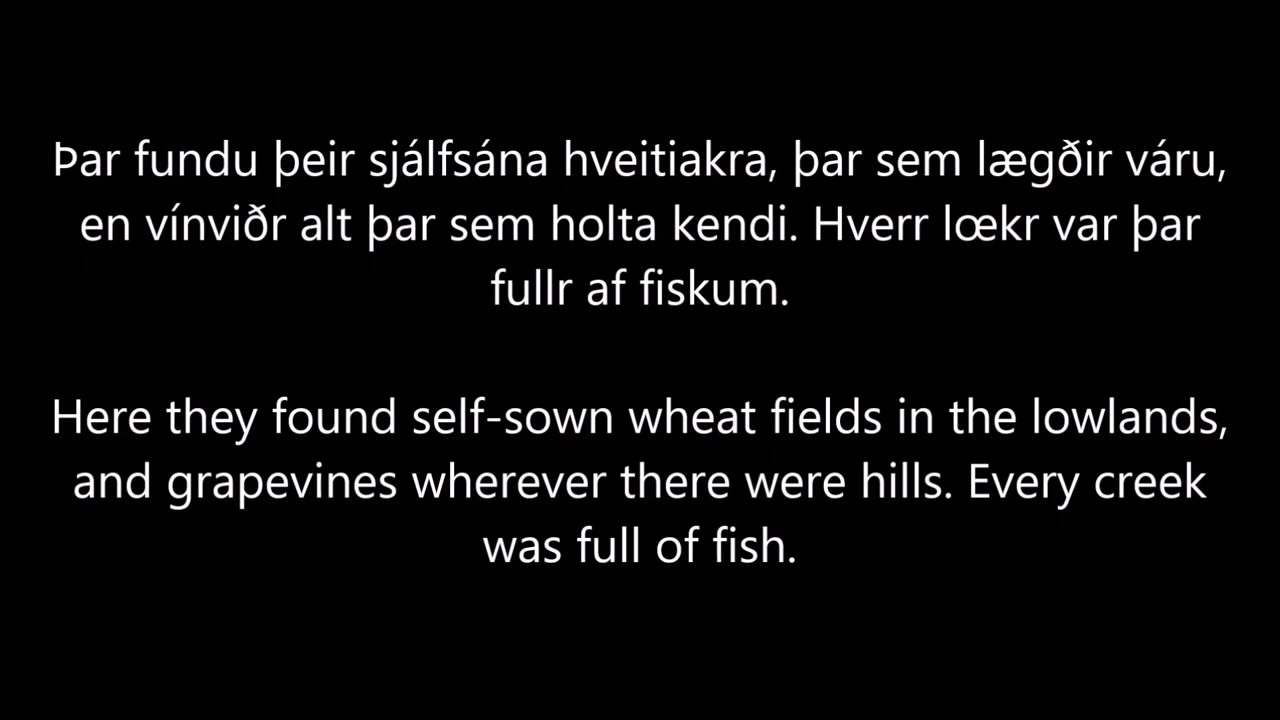 Þar fundu þeir sjálfsána hveitiakra, þar sem lægðir váru,
en vínviðr alt þar sem holta kendi. Hverr lœkr var þar
fullr af fiskum.
Here they found self-sown wheat fields in the lowlands,
and grapevines wherever there were hills. Every creek
was full of fish.